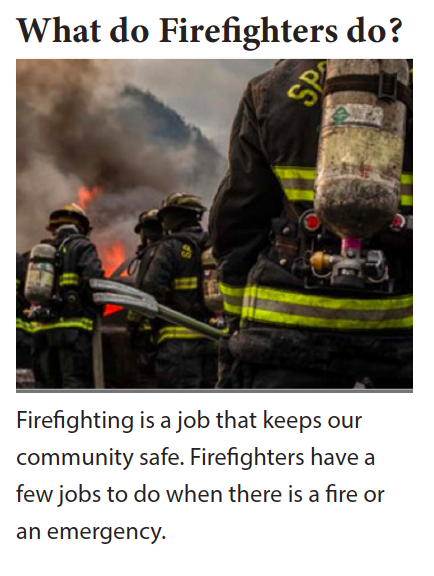 What do Firefighters do?
Firefighting is a job that keeps our
community safe. Firefighters have a
few jobs to do when there is a fire or
an emergency.